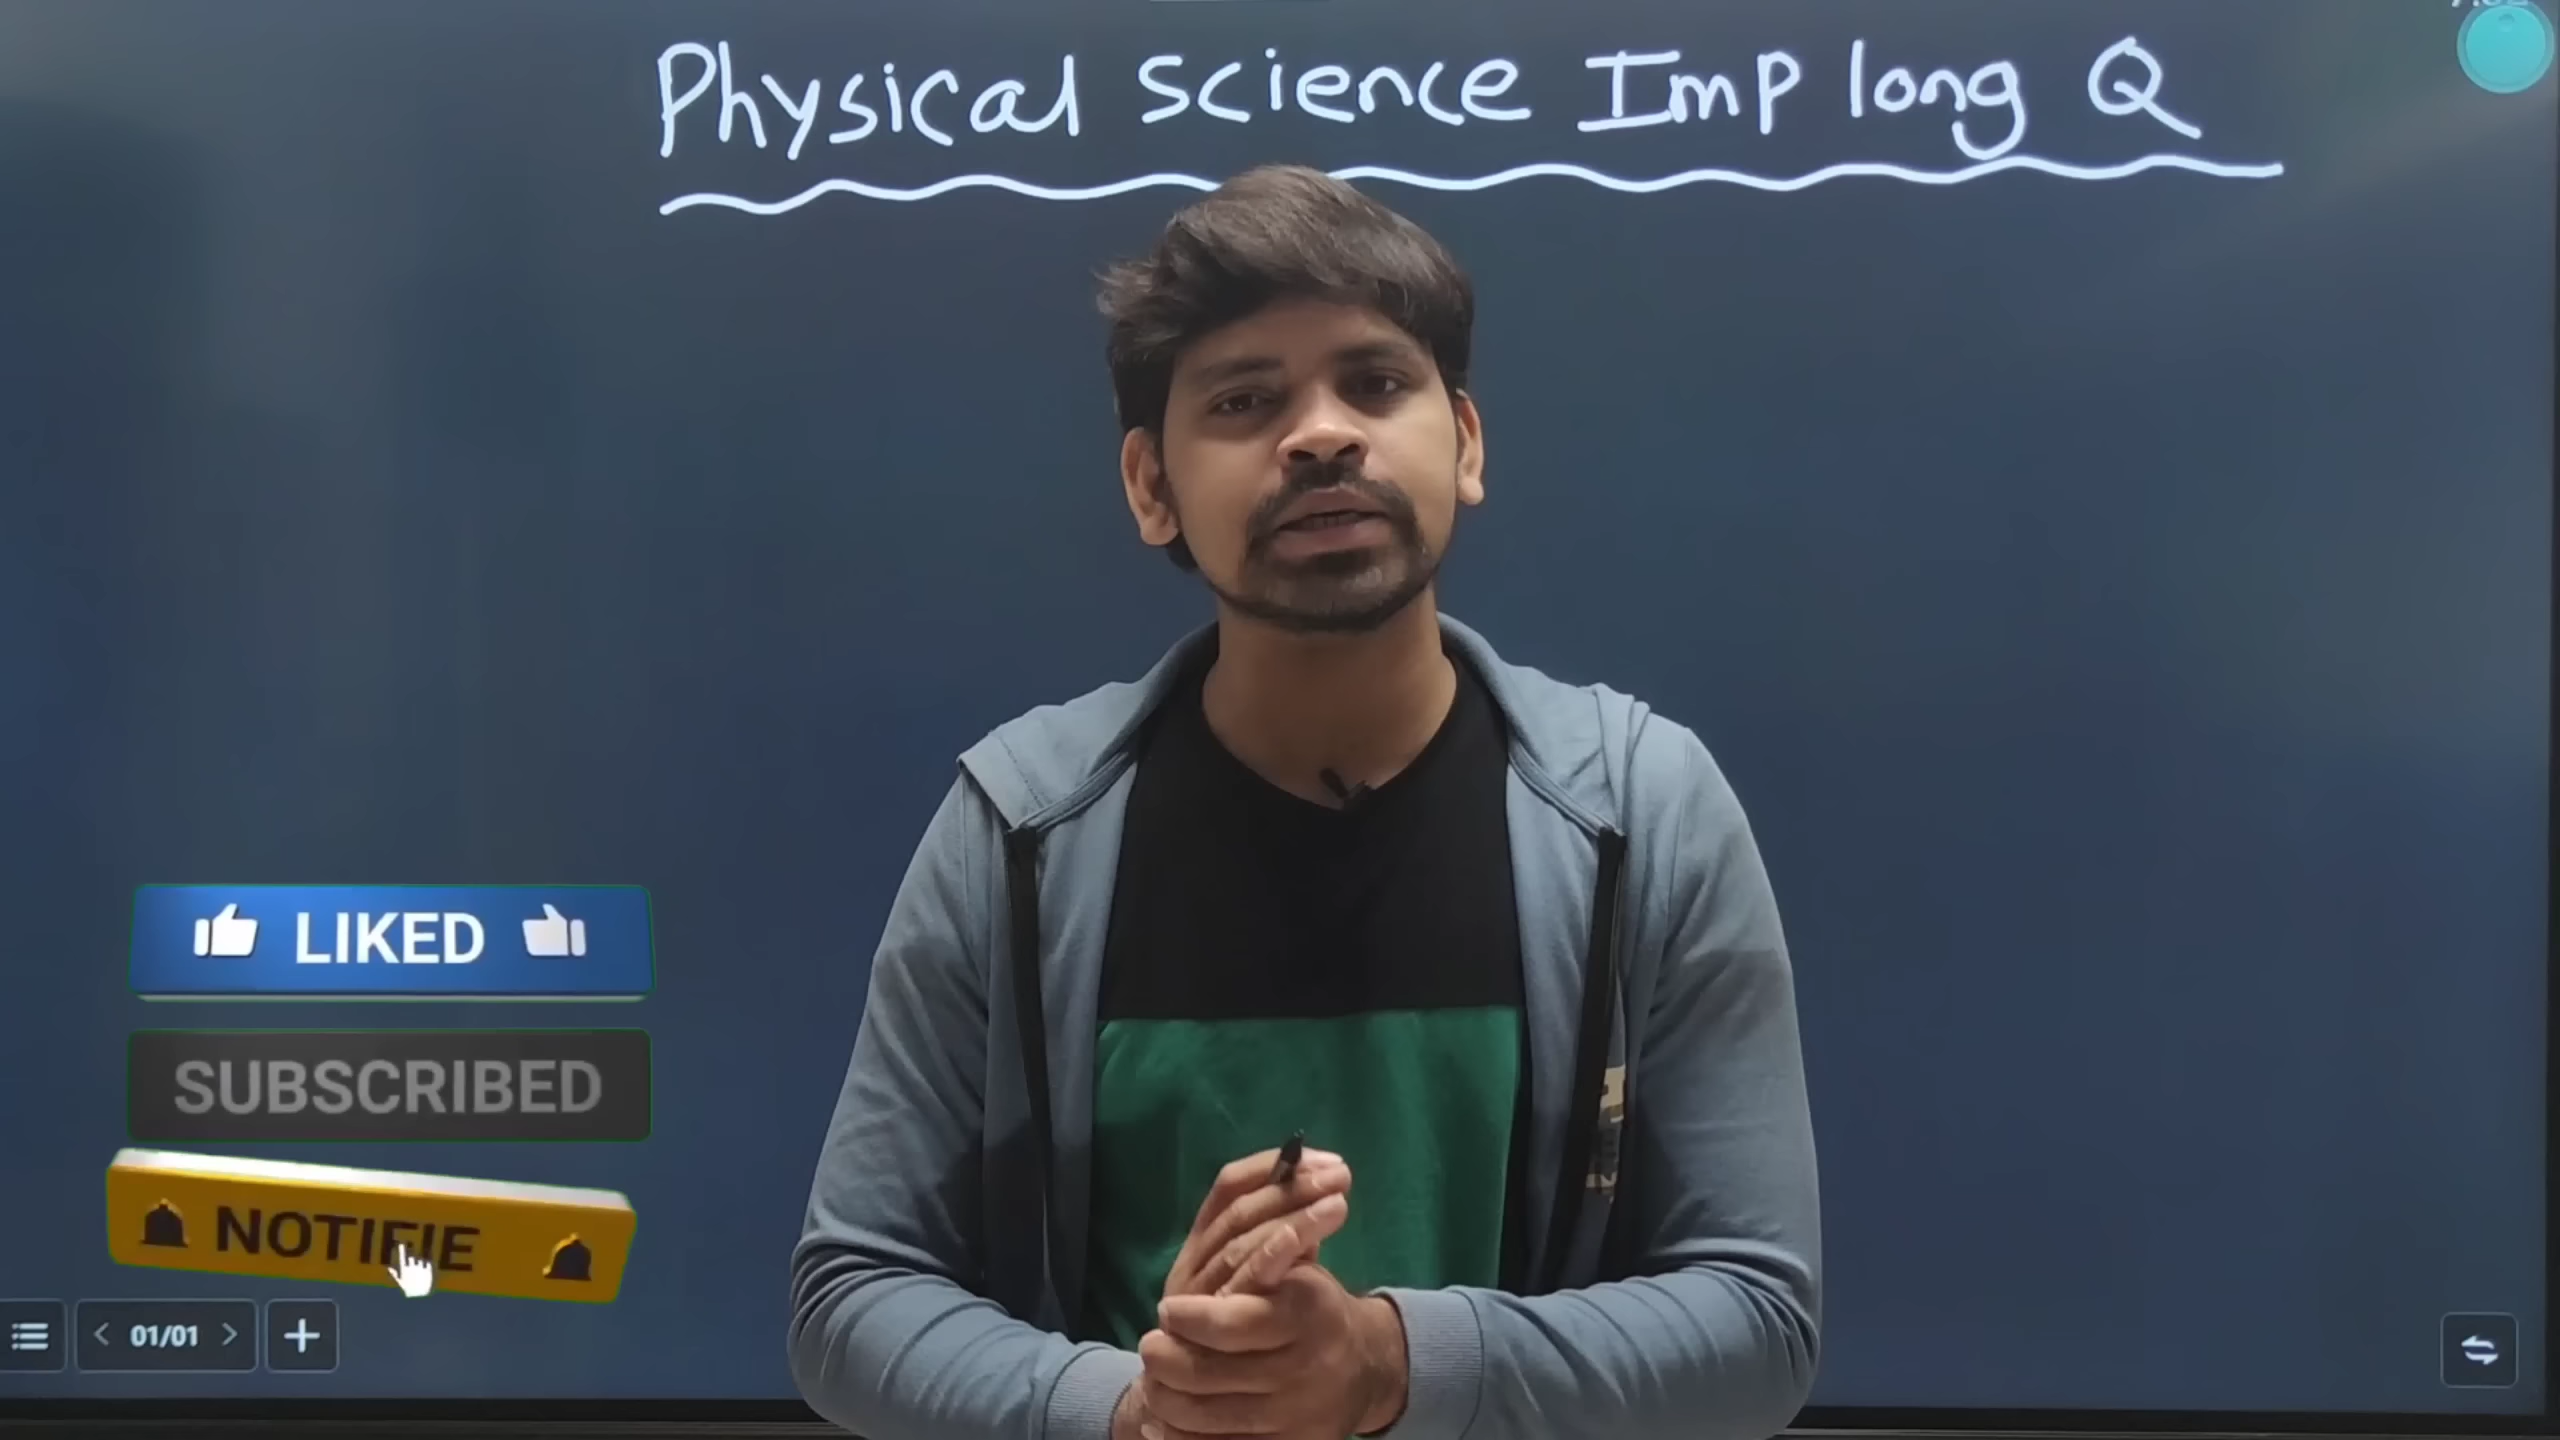 Physical Science Imp long Q
LIKED
SUBSCRIBED
NOTIFIE
01/01